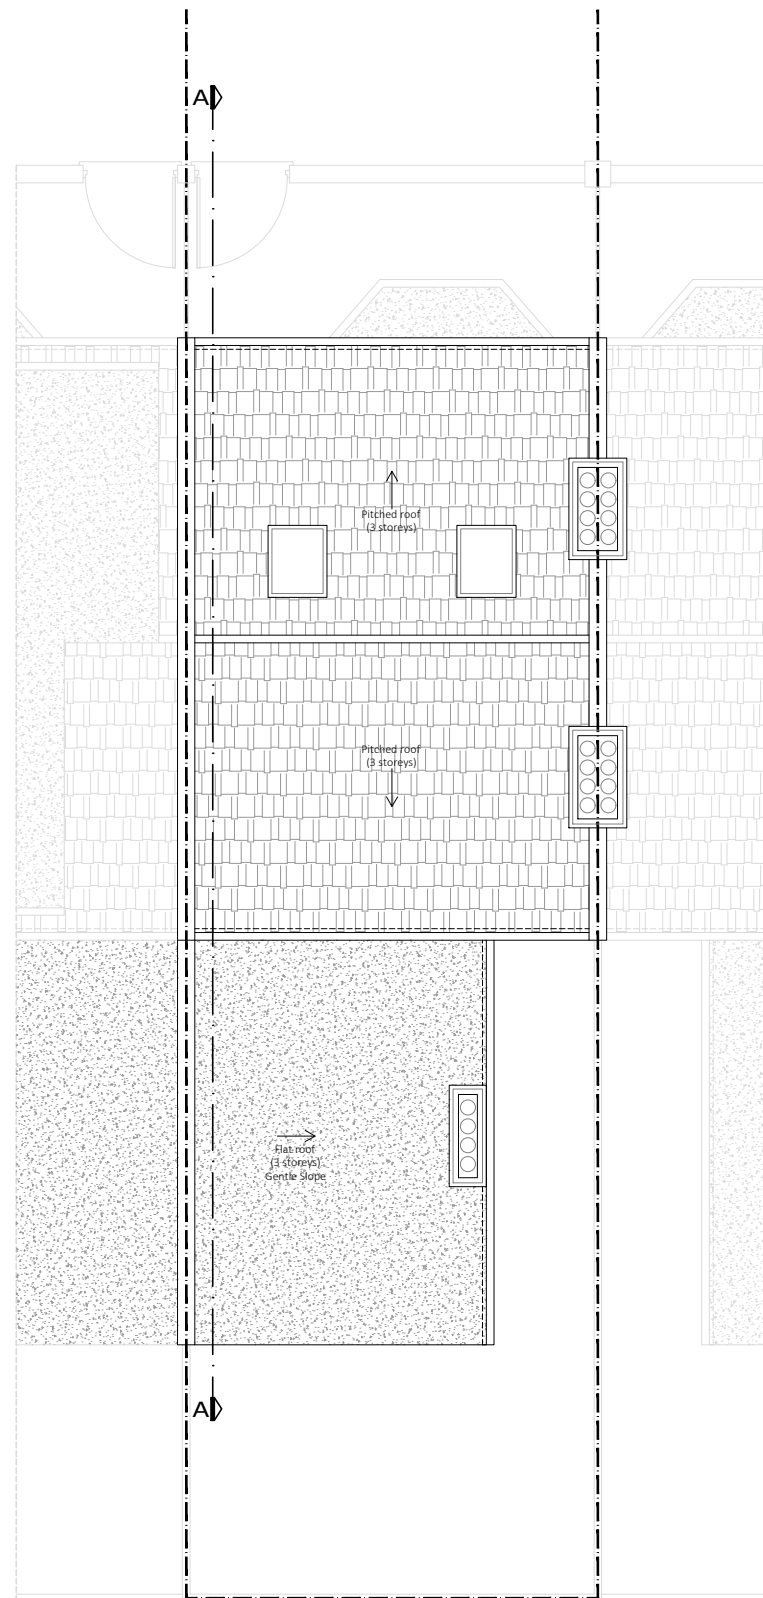 A
Pitched roof
(3 storeys)
Pitched roof
(3 storeys)
Flat roof
(3 storeys)
Gentle Slope
A